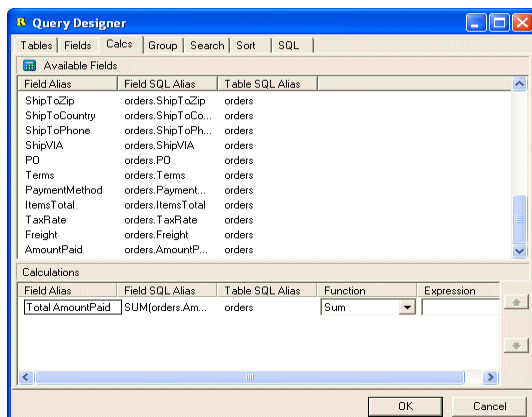 R Query Designer
Tables Fields Calcs Group Search Sort SQL
Available Fields
Field Alias Field SQL Alias Table SQL Alias
ShipToZip orders.ShipToZip orders
ShipToCountry orders.ShipToCo... orders
ShipToPhone orders.ShipToPh... orders
ShipVIA orders.ShipVIA orders
PO orders.PO orders
Terms orders.Terms orders
PaymentMethod orders.Payment... orders
ItemsTotal orders.ItemsTotal orders
TaxRate orders.TaxRate orders
Freight orders.Freight orders
AmountPaid orders.AmountP... orders
Calculations
Field Alias Field SQL Alias Table SQL Alias Function Expression
Total AmountPaid SUM(orders.Am... orders Sum
OK Cancel